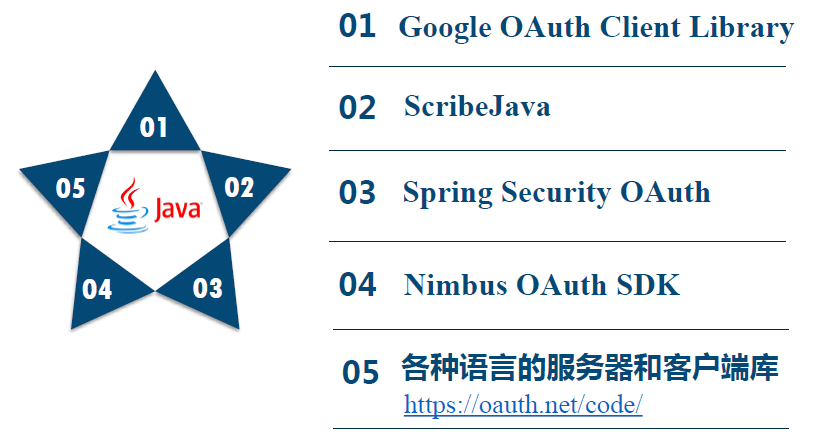 01 Google OAuth Client Library
02 ScribeJava
03 Spring Security OAuth
04 Nimbus OAuth SDK
05 各种语言的服务器和客户端库
https://oauth.net/code/
01
05
02
Java
04
03